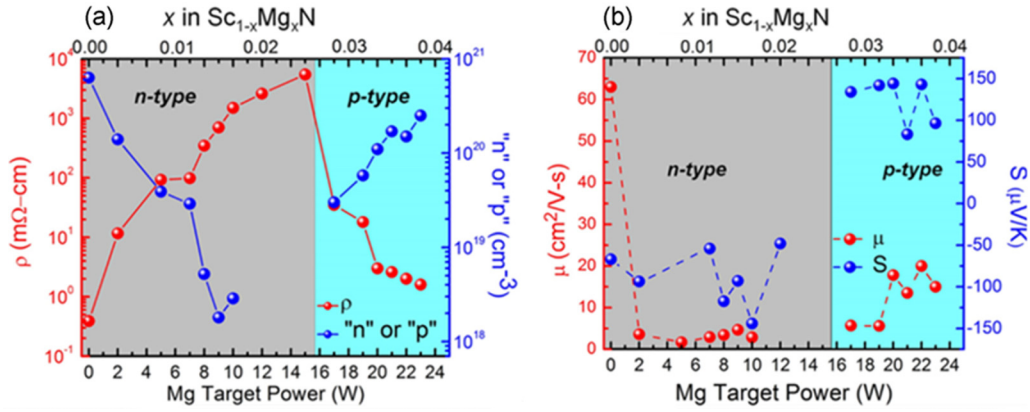 (a)
x in Sc1-xMgxN
0.00 0.01 0.02 0.03 0.04
10^4
10^3
10^2
10^1
10^0
10^-1
ρ (mΩ−cm)
n-type
p-type
ρ
"n" or "p"
10^21
10^20
10^19
10^18
"n" or "p" (cm-3)
0 2 4 6 8 10 12 14 16 18 20 22 24
Mg Target Power (W)
(b)
x in Sc1-xMgxN
0.00 0.01 0.02 0.03 0.04
70
60
50
40
30
20
10
0
μ (cm2/V-s)
n-type
p-type
μ
S
150
100
50
0
-50
-100
-150
S (μV/K)
0 2 4 6 8 10 12 14 16 18 20 22 24
Mg Target Power (W)